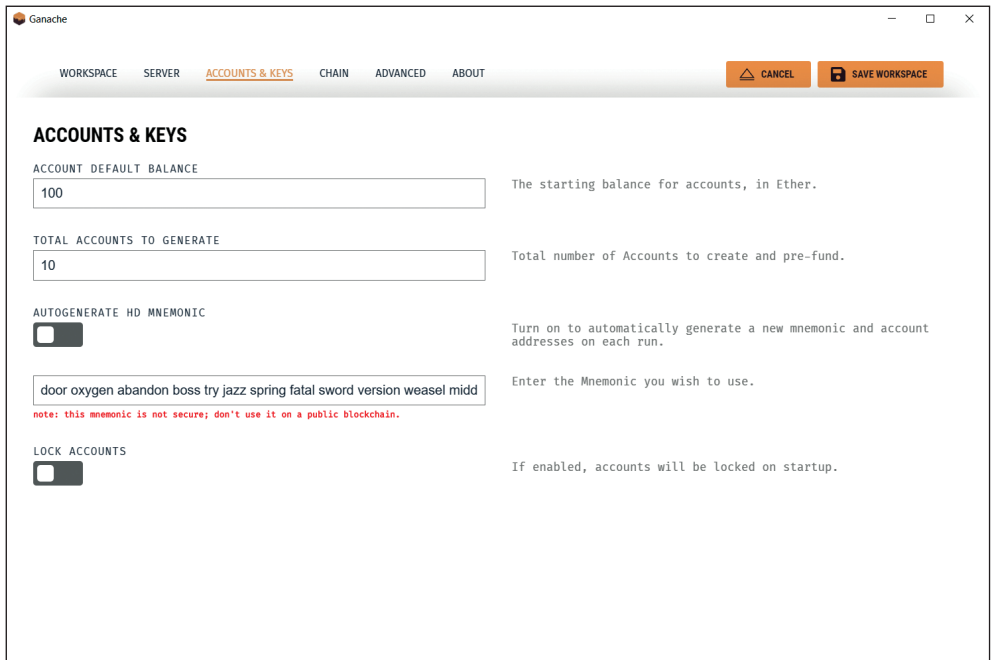 Ganache
WORKSPACE SERVER ACCOUNTS & KEYS CHAIN ADVANCED ABOUT CANCEL SAVE WORKSPACE
ACCOUNTS & KEYS
ACCOUNT DEFAULT BALANCE
100
The starting balance for accounts, in Ether.
TOTAL ACCOUNTS TO GENERATE
10
Total number of Accounts to create and pre-fund.
AUTOGENERATE HD MNEMONIC
Turn on to automatically generate a new mnemonic and account
addresses on each run.
door oxygen abandon boss try jazz spring fatal sword version weasel midd
Enter the Mnemonic you wish to use.
note: this mnemonic is not secure; don't use it on a public blockchain.
LOCK ACCOUNTS
If enabled, accounts will be locked on startup.